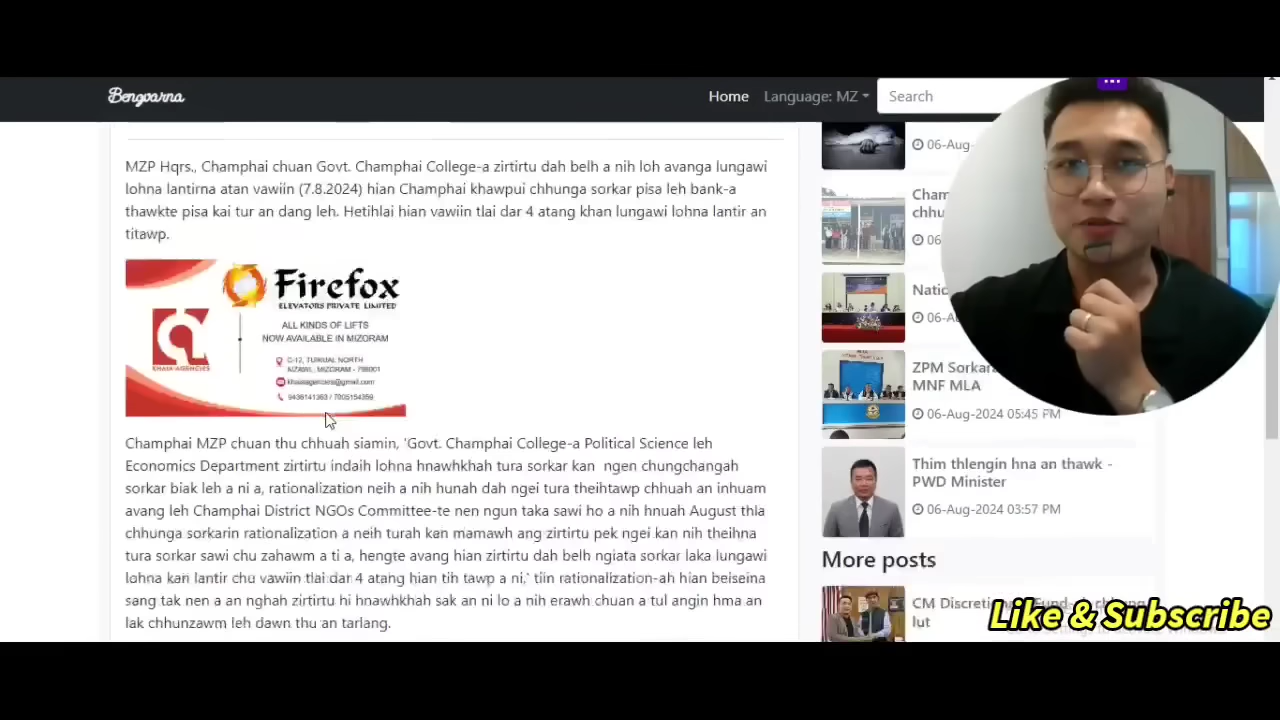 Bengvarna
Home
Language: MZ
Search
MZP Hqrs., Champhai chuan Govt. Champhai College-a zirtirtu dah belh a nih loh avanga lungawi
lohna lantirna atan vawiin (7.8.2024) hian Champhai khawpui chhunga sorkar pisa leh bank-a
thawkte pisa kai tur an dang leh. Hetihlai hian vawiin tlai dar 4 atang khan lungawi lohna lantir an
titawp.
Firefox
ELEVATORS PRIVATE LIMITED
ALL KINDS OF LIFTS
NOW AVAILABLE IN MIZORAM
KHASIA AGENCIES
C-12, TUIKUAL NORTH
AIZAWL, MIZORAM - 796001
9436141363 / 7005154359
Champhai MZP chuan thu chhuah siamin, 'Govt. Champhai College-a Political Science leh
Economics Department zirtirtu indaih lohna hnawhkhah tura sorkar kan ngen chungchangah
sorkar biak leh a ni a, rationalization neih a nih hunah dah ngei tura theihtawp chhuah an inhuam
avang leh Champhai District NGOs Committee-te nen ngun taka sawi ho a nih hnuah August thla
chhunga sorkarin rationalization a neih turah kan mamawh ang zirtirtu pek ngei kan nih theihna
tura sorkar sawi chu zahawm a ti a, hengte avang hian zirtirtu dah belh ngiata sorkar laka lungawi
lohna kan lantir chu vawiin tlai dar 4 atang hian tih tawp a ni,' tiin rationalization-ah hian beiseina
sang tak nen a an nghah zirtirtu hi hnawhkhah sak an ni lo a nih erawh chuan a tul angin hma an
lak chhunzawm leh dawn thu an tarlang.
06-Aug-
Cham
chhu
06
Natio
06-A
ZPM Sorkar
MNF MLA
06-Aug-2024 05:45 PM
Thim thlengin hna an thawk -
PWD Minister
06-Aug-2024 03:57 PM
More posts
CM Discretion
lut
Like & Subscribe